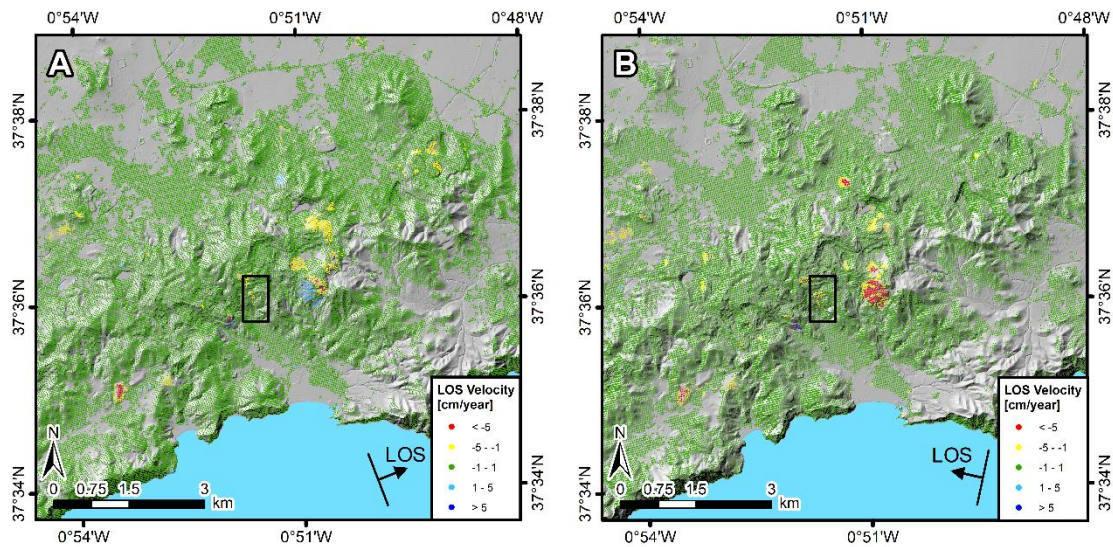 0°54'W 0°51'W 0°48'W
A
37°38'N
37°36'N
37°34'N
37°38'N
37°36'N
37°34'N
LOS Velocity
[cm/year]
< -5
-5 - -1
-1 - 1
1 - 5
> 5
LOS
N
0 0.75 1.5 3
km
0°54'W 0°51'W
0°54'W 0°51'W 0°48'W
B
37°38'N
37°36'N
37°34'N
37°38'N
37°36'N
37°34'N
LOS Velocity
[cm/year]
< -5
-5 - -1
-1 - 1
1 - 5
> 5
LOS
N
0 0.75 1.5 3
km
0°54'W 0°51'W